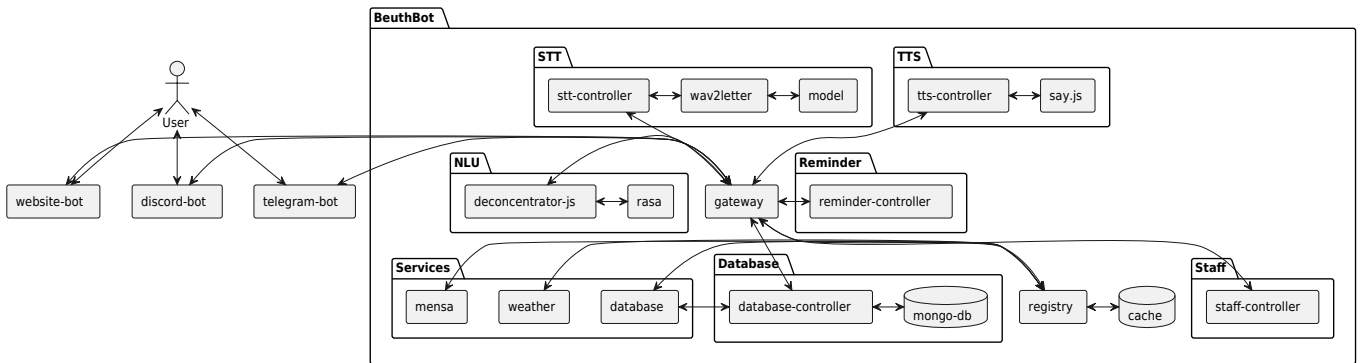 BeuthBot
STT
TTS
stt-controller
wav2letter
model
tts-controller
say.js
User
NLU
Reminder
website-bot
discord-bot
telegram-bot
deconcentrator-js
rasa
gateway
reminder-controller
Services
Database
Staff
mensa
weather
database
database-controller
mongo-db
registry
cache
staff-controller